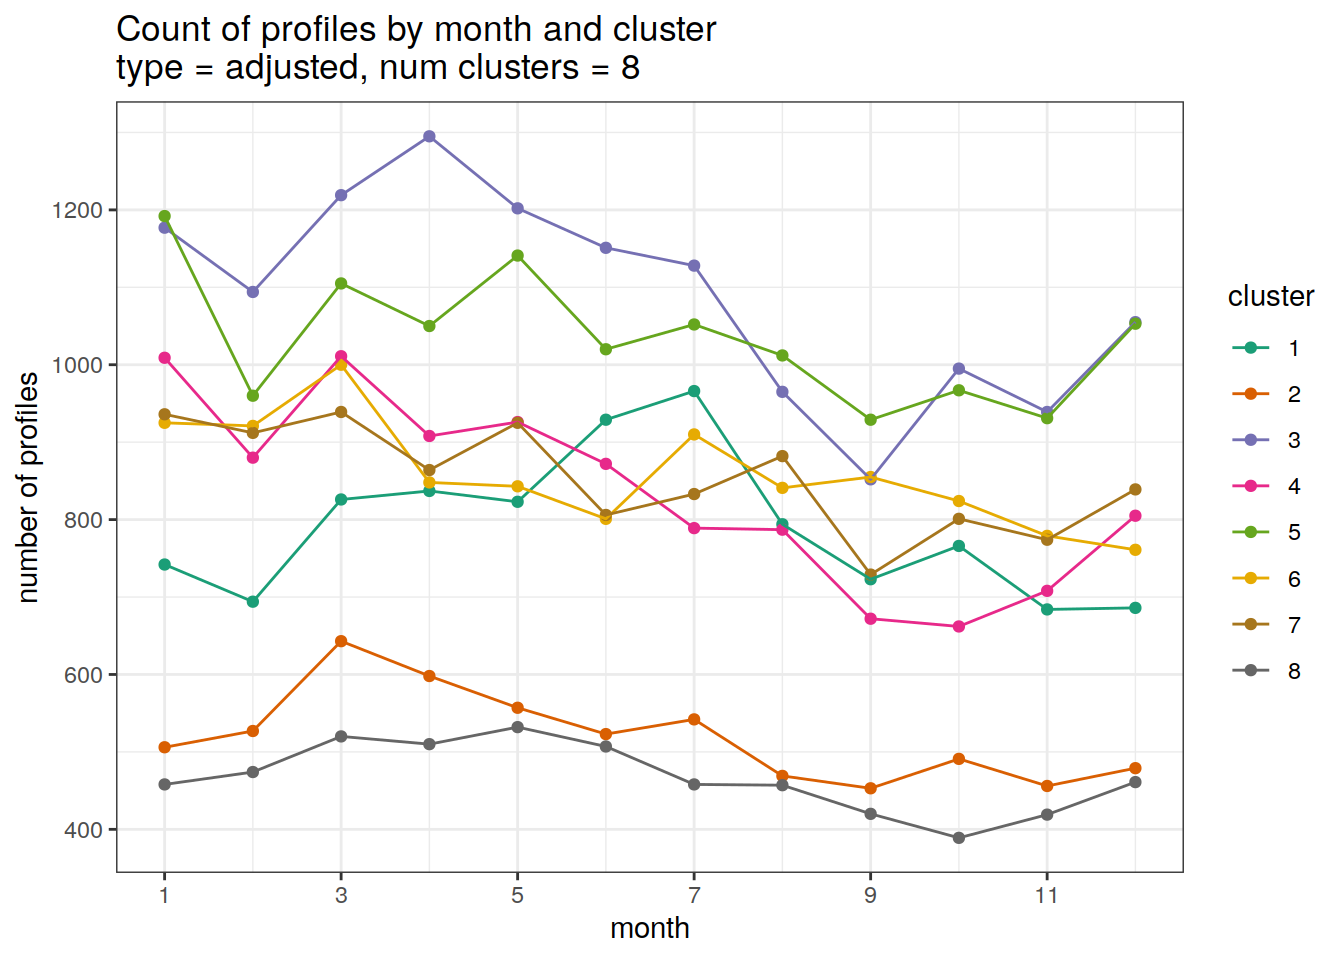 Count of profiles by month and cluster
type = adjusted, num clusters = 8
number of profiles
1200
1000
800
600
400
1 3 5 7 9 11
month
cluster
1
2
3
4
5
6
7
8